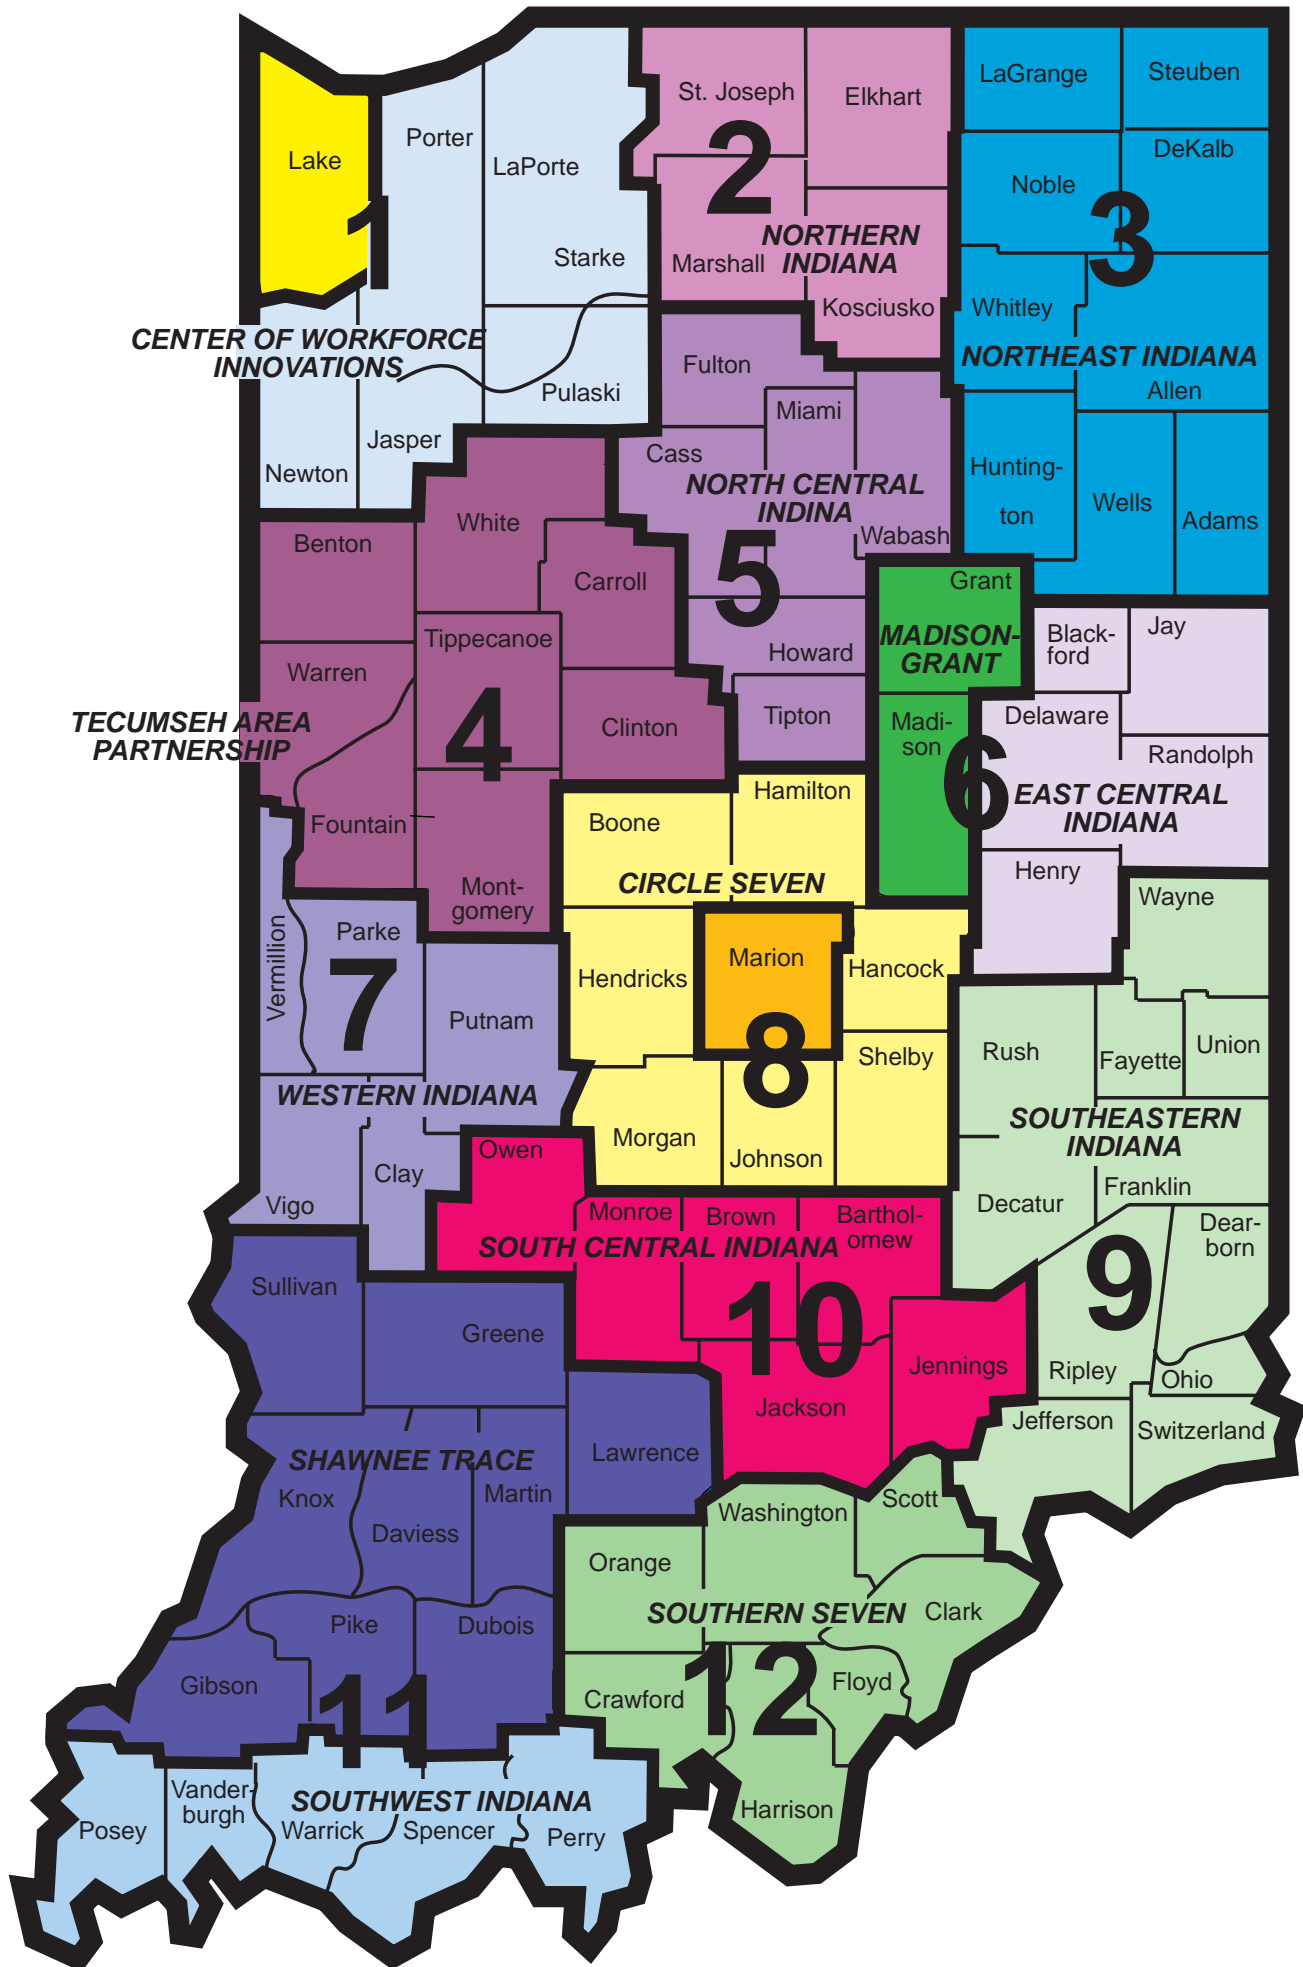 LaGrange
Steuben
St. Joseph
Elkhart
Porter
LaPorte
Lake
2
DeKalb
Noble
3
1
NORTHERN
INDIANA
Starke
Marshall
Kosciusko
Whitley
CENTER OF WORKFORCE
INNOVATIONS
NORTHEAST INDIANA
Fulton
Pulaski
Allen
Miami
Jasper
Newton
Cass
Hunting-
ton
NORTH CENTRAL
INDINA
Wells
Adams
White
Benton
Wabash
5
Carroll
Grant
Tippecanoe
MADISON-
GRANT
Black-
ford
Jay
Howard
Warren
TECUMSEH AREA
PARTNERSHIP
4
Clinton
Tipton
Madi-
son
Delaware
6
Randolph
EAST CENTRAL
INDIANA
Hamilton
Boone
Fountain
CIRCLE SEVEN
Mont-
gomery
Henry
Wayne
Vermillion
Parke
7
Hendricks
Marion
Hancock
Putnam
8
Shelby
Rush
Fayette
Union
WESTERN INDIANA
SOUTHEASTERN
INDIANA
Morgan
Johnson
Owen
Clay
Vigo
Franklin
Decatur
Monroe
Brown
Barthol-
omew
Dear-
born
SOUTH CENTRAL INDIANA
Sullivan
9
10
Greene
Jennings
Ripley
Ohio
Jackson
Jefferson
Switzerland
SHAWNEE TRACE
Lawrence
Knox
Martin
Daviess
Washington
Scott
Orange
SOUTHERN SEVEN
Clark
Pike
Dubois
Gibson
11
Crawford
12
Floyd
Vander-
burgh
SOUTHWEST INDIANA
Posey
Warrick
Spencer
Perry
Harrison